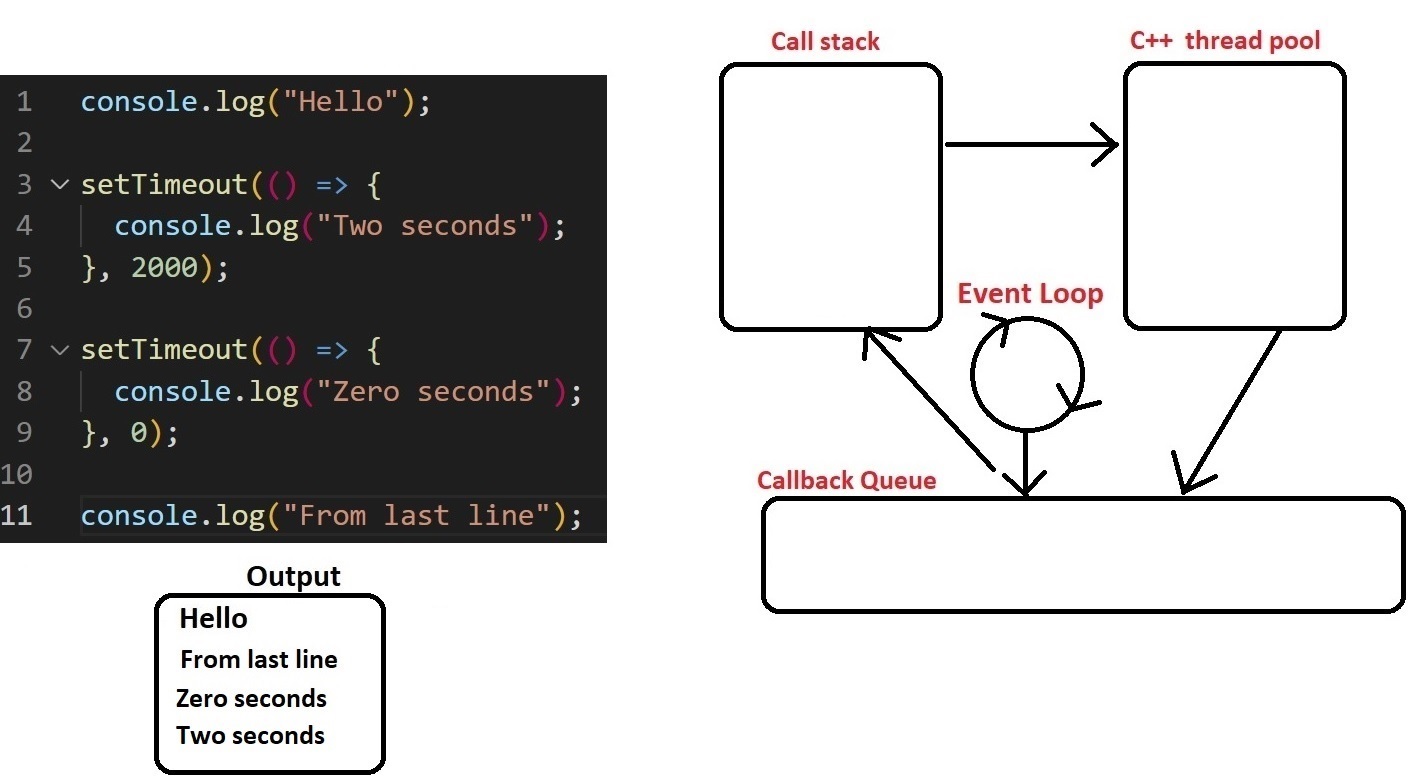 1 console.log("Hello");
2
3 setTimeout(() => {
4 console.log("Two seconds");
5 }, 2000);
6
7 setTimeout(() => {
8 console.log("Zero seconds");
9 }, 0);
10
11 console.log("From last line");
Output
Hello
From last line
Zero seconds
Two seconds
Call stack
C++ thread pool
Event Loop
Callback Queue